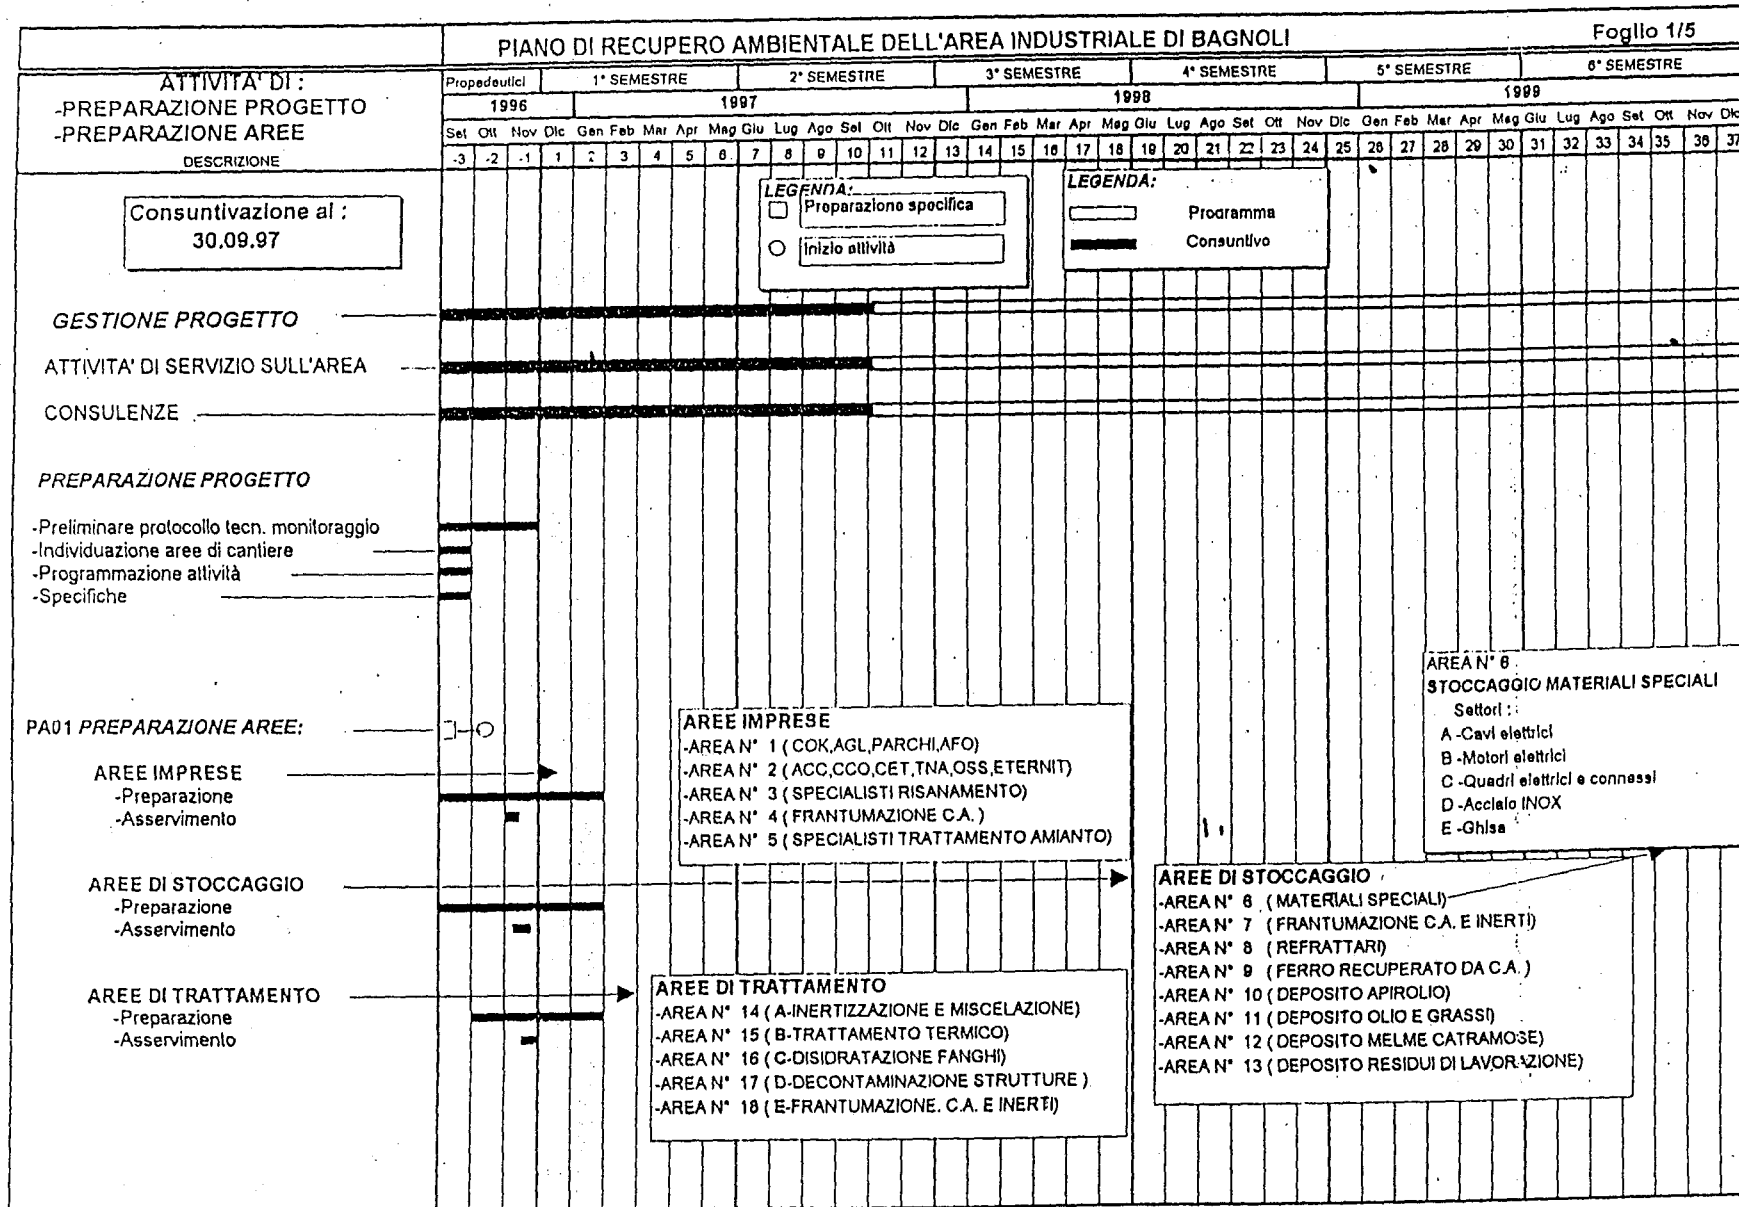 PIANO DI RECUPERO AMBIENTALE DELL'AREA INDUSTRIALE DI BAGNOLI
Foglio 1/5
ATTIVITA' DI :
-PREPARAZIONE PROGETTO
-PREPARAZIONE AREE
DESCRIZIONE
Propedeutici 1° SEMESTRE 2° SEMESTRE 3° SEMESTRE 4° SEMESTRE 5° SEMESTRE 6° SEMESTRE
1996 1997 1998 1999
Set Ott Nov Dic Gen Feb Mar Apr Mag Giu Lug Ago Set Ott Nov Dic Gen Feb Mar Apr Mag Giu Lug Ago Set Ott Nov Dic Gen Feb Mar Apr Mag Giu Lug Ago Set Ott Nov Dic
-3 -2 -1 1 2 3 4 5 6 7 8 9 10 11 12 13 14 15 16 17 18 19 20 21 22 23 24 25 26 27 28 29 30 31 32 33 34 35 36 37
Consuntivazione al :
30.09.97
LEGENDA:
Preparazione specifica
Inizio attività
LEGENDA:
Programma
Consuntivo
GESTIONE PROGETTO
ATTIVITA' DI SERVIZIO SULL'AREA
CONSULENZE
PREPARAZIONE PROGETTO
-Preliminare protocollo tecn. monitoraggio
-Individuazione aree di cantiere
-Programmazione attività
-Specifiche
PA01 PREPARAZIONE AREE:
AREE IMPRESE
-Preparazione
-Asservimento
AREE DI STOCCAGGIO
-Preparazione
-Asservimento
AREE DI TRATTAMENTO
-Preparazione
-Asservimento
AREE IMPRESE
-AREA N° 1 ( COK,AGL,PARCHI,AFO)
-AREA N° 2 ( ACC,CCO,CET,TNA,OSS,ETERNIT)
-AREA N° 3 ( SPECIALISTI RISANAMENTO)
-AREA N° 4 ( FRANTUMAZIONE C.A. )
-AREA N° 5 ( SPECIALISTI TRATTAMENTO AMIANTO)
AREE DI TRATTAMENTO
-AREA N° 14 ( A-INERTIZZAZIONE E MISCELAZIONE)
-AREA N° 15 ( B-TRATTAMENTO TERMICO)
-AREA N° 16 ( C-DISIDRATAZIONE FANGHI)
-AREA N° 17 ( D-DECONTAMINAZIONE STRUTTURE )
-AREA N° 18 ( E-FRANTUMAZIONE. C.A. E INERTI)
AREA N° 6
STOCCAGGIO MATERIALI SPECIALI
Settori :
A -Cavi elettrici
B -Motori elettrici
C -Quadri elettrici e connessi
D -Acciaio INOX
E -Ghisa
AREE DI STOCCAGGIO
-AREA N° 6 ( MATERIALI SPECIALI)
-AREA N° 7 ( FRANTUMAZIONE C.A. E INERTI)
-AREA N° 8 ( REFRATTARI)
-AREA N° 9 ( FERRO RECUPERATO DA C.A. )
-AREA N° 10 ( DEPOSITO APIROLIO)
-AREA N° 11 ( DEPOSITO OLIO E GRASSI)
-AREA N° 12 ( DEPOSITO MELME CATRAMOSE)
-AREA N° 13 ( DEPOSITO RESIDUI DI LAVORAZIONE)